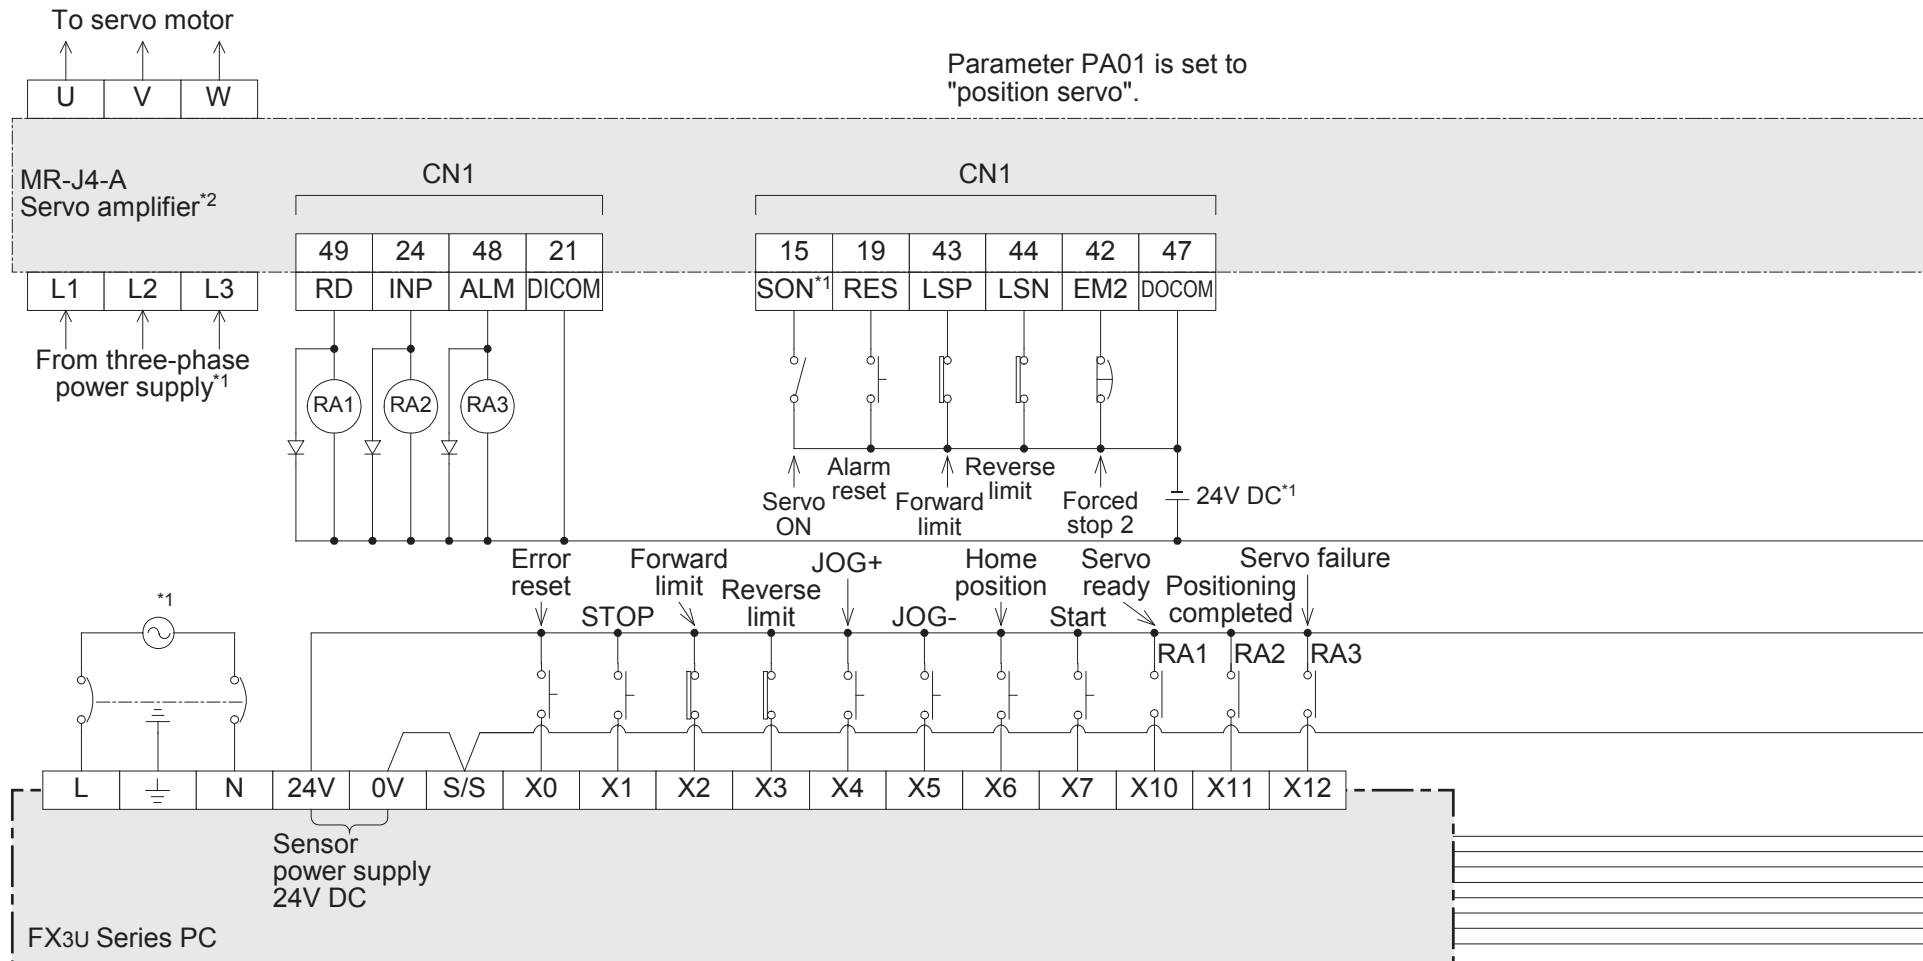 To servo motor
U V W
Parameter PA01 is set to
"position servo".
MR-J4-A
Servo amplifier*2
CN1
CN1
49 24 48 21
15 19 43 44 42 47
L1 L2 L3
RD INP ALM DICOM
SON*1 RES LSP LSN EM2 DOCOM
From three-phase
power supply*1
RA1 RA2 RA3
Servo
ON
Alarm
reset
Forward
limit
Reverse
limit
Forced
stop 2
24V DC*1
*1
Error
reset
STOP
Forward
limit
Reverse
limit
JOG+
JOG-
Home
position
Start
Servo
ready
Positioning
completed
Servo failure
RA1 RA2 RA3
L N 24V 0V S/S X0 X1 X2 X3 X4 X5 X6 X7 X10 X11 X12
Sensor
power supply
24V DC
FX3U Series PC